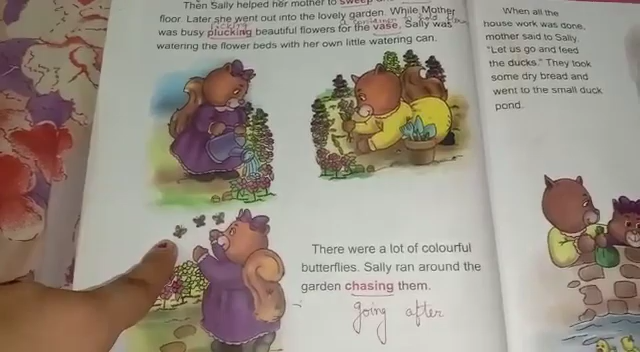 Then Sally helped her mother to sweep
floor. Later she went out into the lovely garden. While Mother
was busy plucking beautiful flowers for the vase, Sally was
watering the flower beds with her own little watering can.
There were a lot of colourful
butterflies. Sally ran around the
garden chasing them.
going after
When all the
house work was done,
mother said to Sally.
"Let us go and feed
the ducks." They took
some dry bread and
went to the small duck
pond.